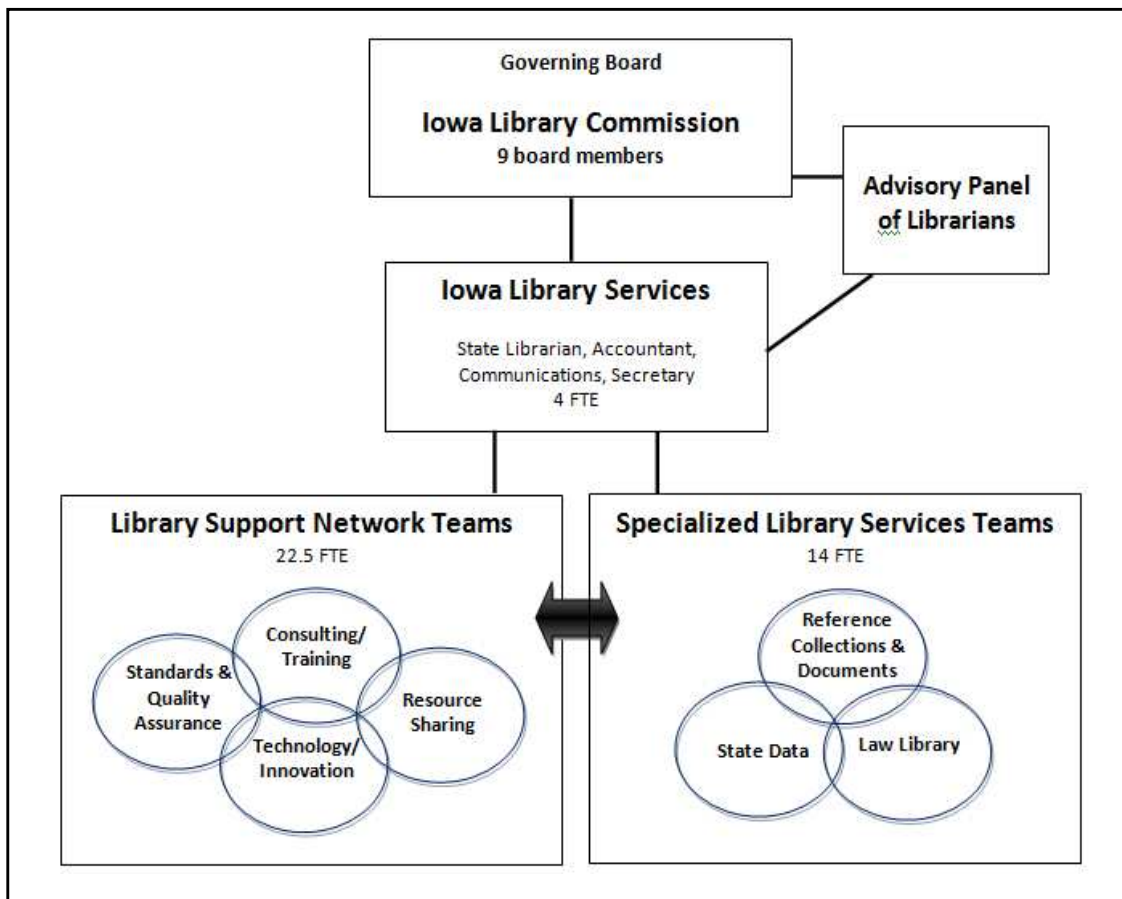 Governing Board
Iowa Library Commission
9 board members
Advisory Panel
of Librarians
Iowa Library Services
State Librarian, Accountant,
Communications, Secretary
4 FTE
Library Support Network Teams
22.5 FTE
Consulting/
Training
Standards &
Quality
Assurance
Resource
Sharing
Technology/
Innovation
Specialized Library Services Teams
14 FTE
Reference
Collections &
Documents
State Data
Law Library